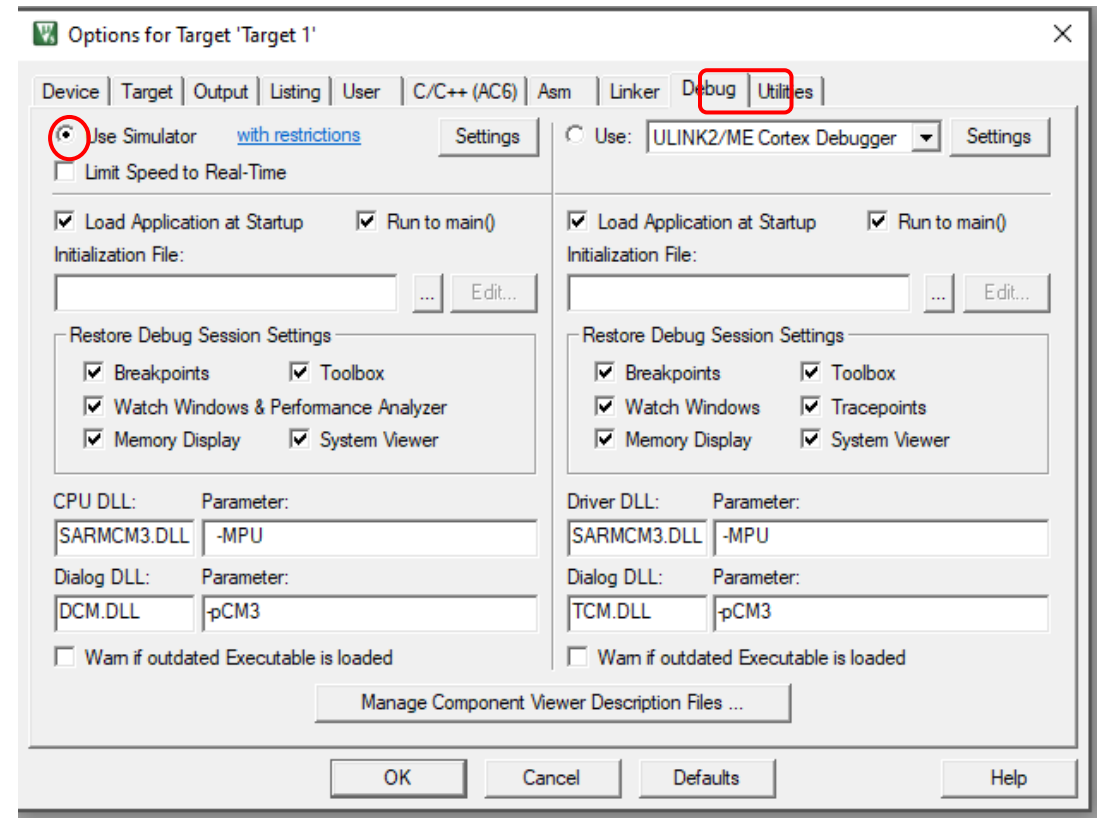 Options for Target 'Target 1'
Device Target Output Listing User C/C++ (AC6) Asm Linker Debug Utilities
Use Simulator with restrictions Settings
Limit Speed to Real-Time
Load Application at Startup Run to main()
Initialization File:
... Edit...
Restore Debug Session Settings
Breakpoints Toolbox
Watch Windows & Performance Analyzer
Memory Display System Viewer
CPU DLL: Parameter:
SARMCM3.DLL -MPU
Dialog DLL: Parameter:
DCM.DLL -pCM3
Warn if outdated Executable is loaded
Use: ULINK2/ME Cortex Debugger Settings
Load Application at Startup Run to main()
Initialization File:
... Edit...
Restore Debug Session Settings
Breakpoints Toolbox
Watch Windows Tracepoints
Memory Display System Viewer
Driver DLL: Parameter:
SARMCM3.DLL -MPU
Dialog DLL: Parameter:
TCM.DLL -pCM3
Warn if outdated Executable is loaded
Manage Component Viewer Description Files ...
OK Cancel Defaults Help